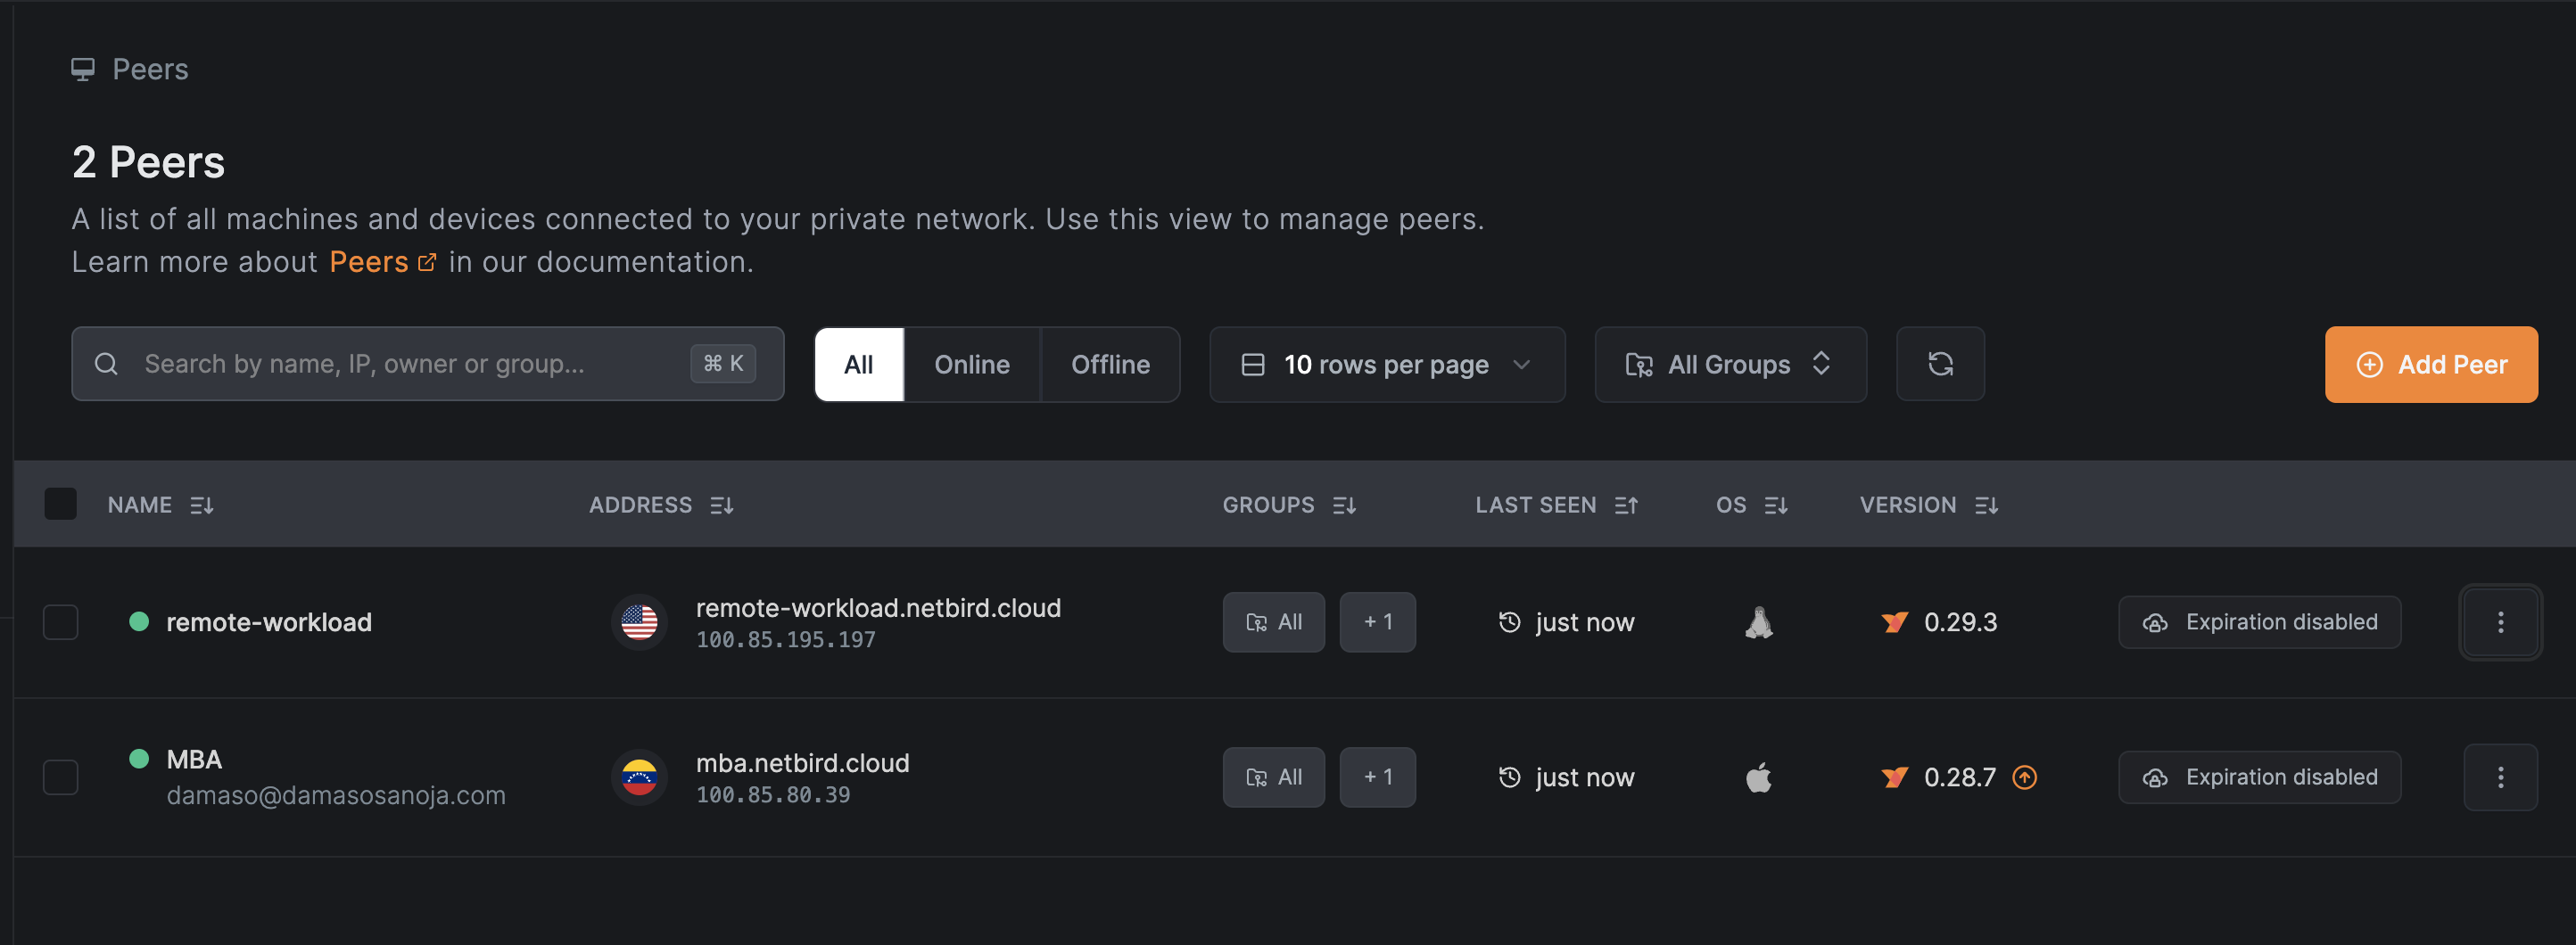 Peers
2 Peers
A list of all machines and devices connected to your private network. Use this view to manage peers.
Learn more about Peers in our documentation.
Search by name, IP, owner or group... ⌘ K All Online Offline 10 rows per page All Groups Add Peer
NAME ADDRESS GROUPS LAST SEEN OS VERSION
remote-workload remote-workload.netbird.cloud All + 1 just now 0.29.3 Expiration disabled
100.85.195.197
MBA mba.netbird.cloud All + 1 just now 0.28.7 Expiration disabled
damaso@damasosanoja.com 100.85.80.39